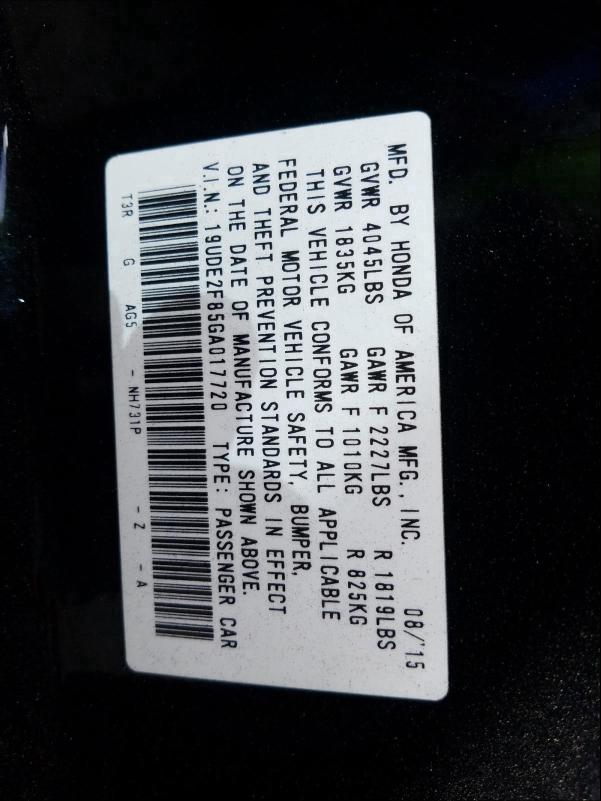 MFD. BY HONDA OF AMERICA MFG., INC. 08/'15
GVWR 4045LBS GAWR F 2227LBS R 1819LBS
GVWR 1835KG GAWR F 1010KG R 825KG
THIS VEHICLE CONFORMS TO ALL APPLICABLE
FEDERAL MOTOR VEHICLE SAFETY, BUMPER,
AND THEFT PREVENTION STANDARDS IN EFFECT
ON THE DATE OF MANUFACTURE SHOWN ABOVE.
V.I.N.: 19UDE2F85GA017720 TYPE: PASSENGER CAR
T3R G AG5 - NH731P - Z - A